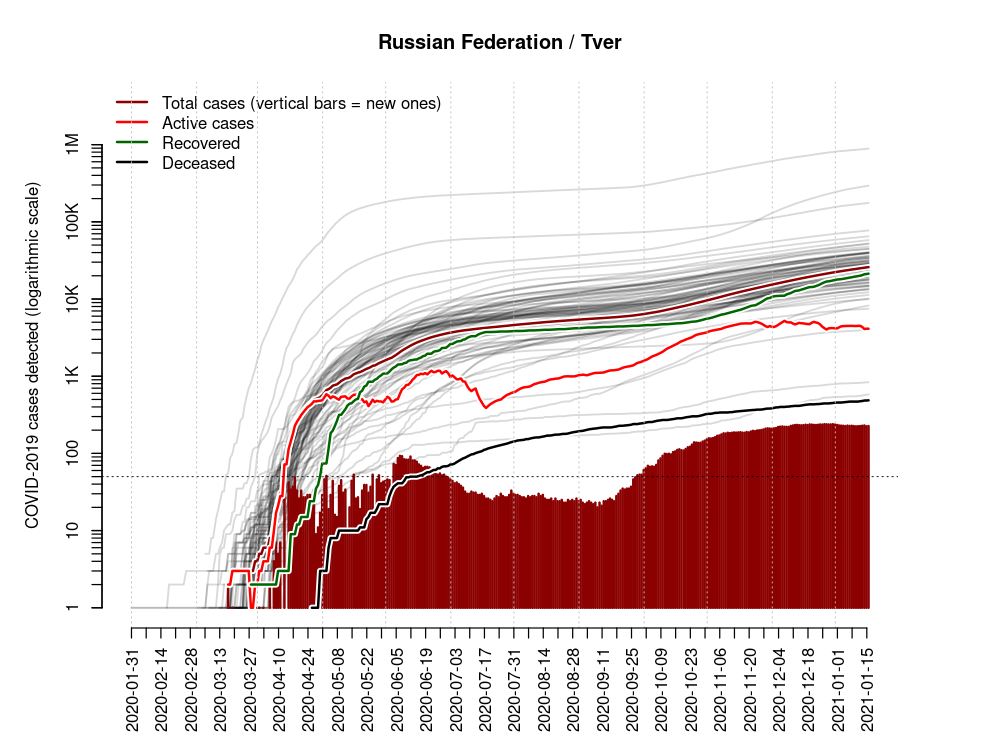 Russian Federation / Tver
Total cases (vertical bars = new ones)
Active cases
Recovered
Deceased
COVID-2019 cases detected (logarithmic scale)
1M
100K
10K
1K
100
10
1
2020-01-31
2020-02-14
2020-02-28
2020-03-13
2020-03-27
2020-04-10
2020-04-24
2020-05-08
2020-05-22
2020-06-05
2020-06-19
2020-07-03
2020-07-17
2020-07-31
2020-08-14
2020-08-28
2020-09-11
2020-09-25
2020-10-09
2020-10-23
2020-11-06
2020-11-20
2020-12-04
2020-12-18
2021-01-01
2021-01-15